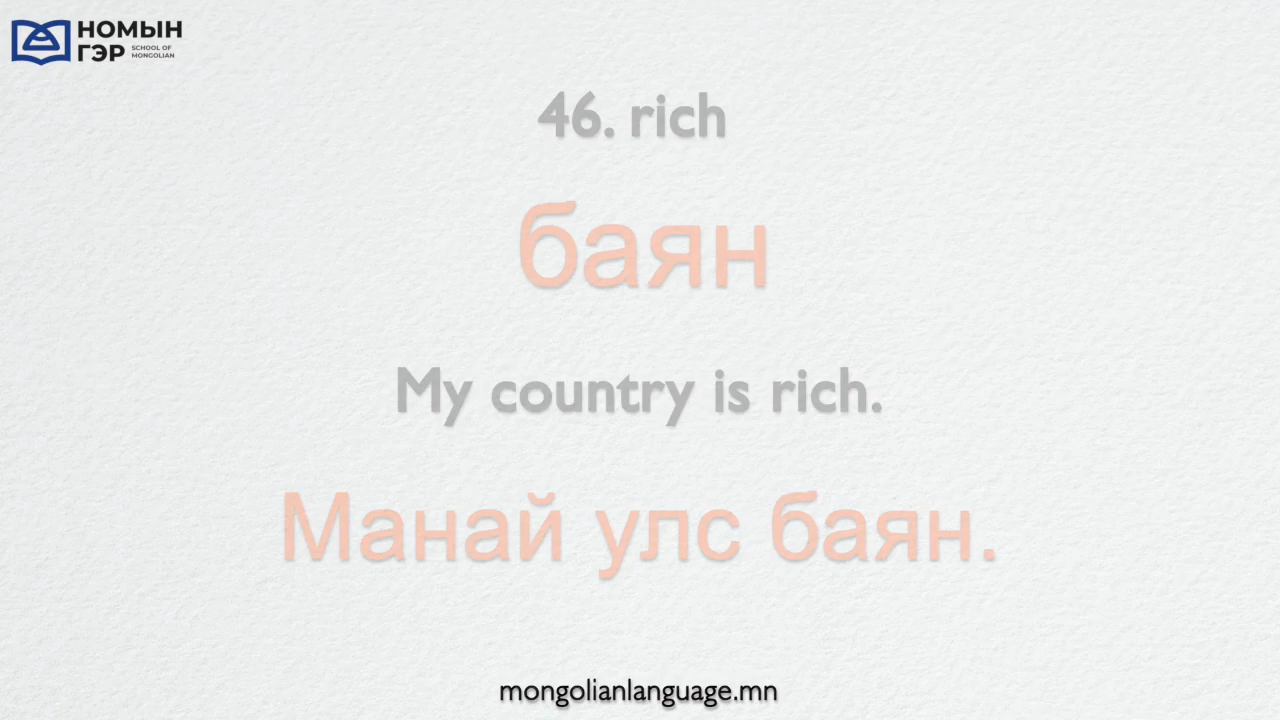 НОМЫН
ГЭР SCHOOL OF
MONGOLIAN
46. rich
баян
My country is rich.
Манай улс баян.
mongolianlanguage.mn